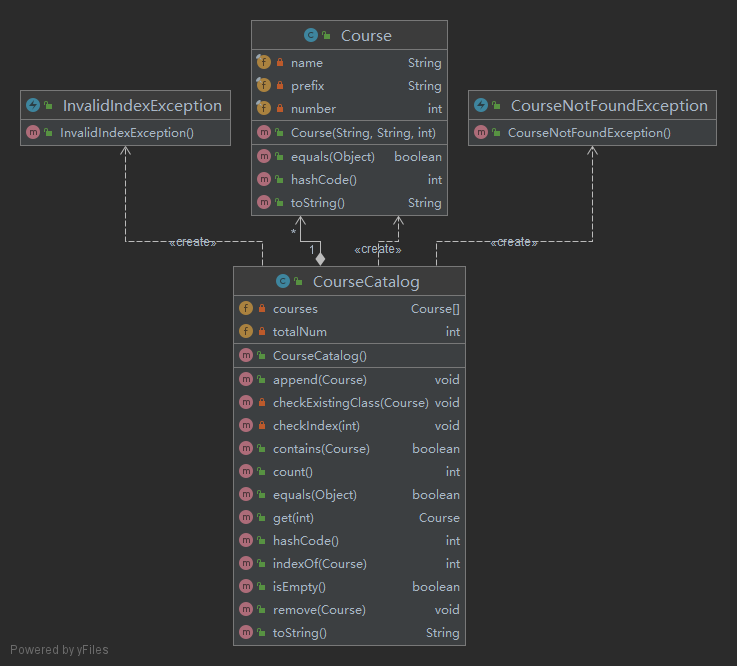 Course
name String
prefix String
number int
Course(String, String, int)
equals(Object) boolean
hashCode() int
toString() String
InvalidIndexException
InvalidIndexException()
CourseNotFoundException
CourseNotFoundException()
*
1
«create»
«create»
«create»
CourseCatalog
courses Course[]
totalNum int
CourseCatalog()
append(Course) void
checkExistingClass(Course) void
checkIndex(int) void
contains(Course) boolean
count() int
equals(Object) boolean
get(int) Course
hashCode() int
indexOf(Course) int
isEmpty() boolean
remove(Course) void
toString() String
Powered by yFiles